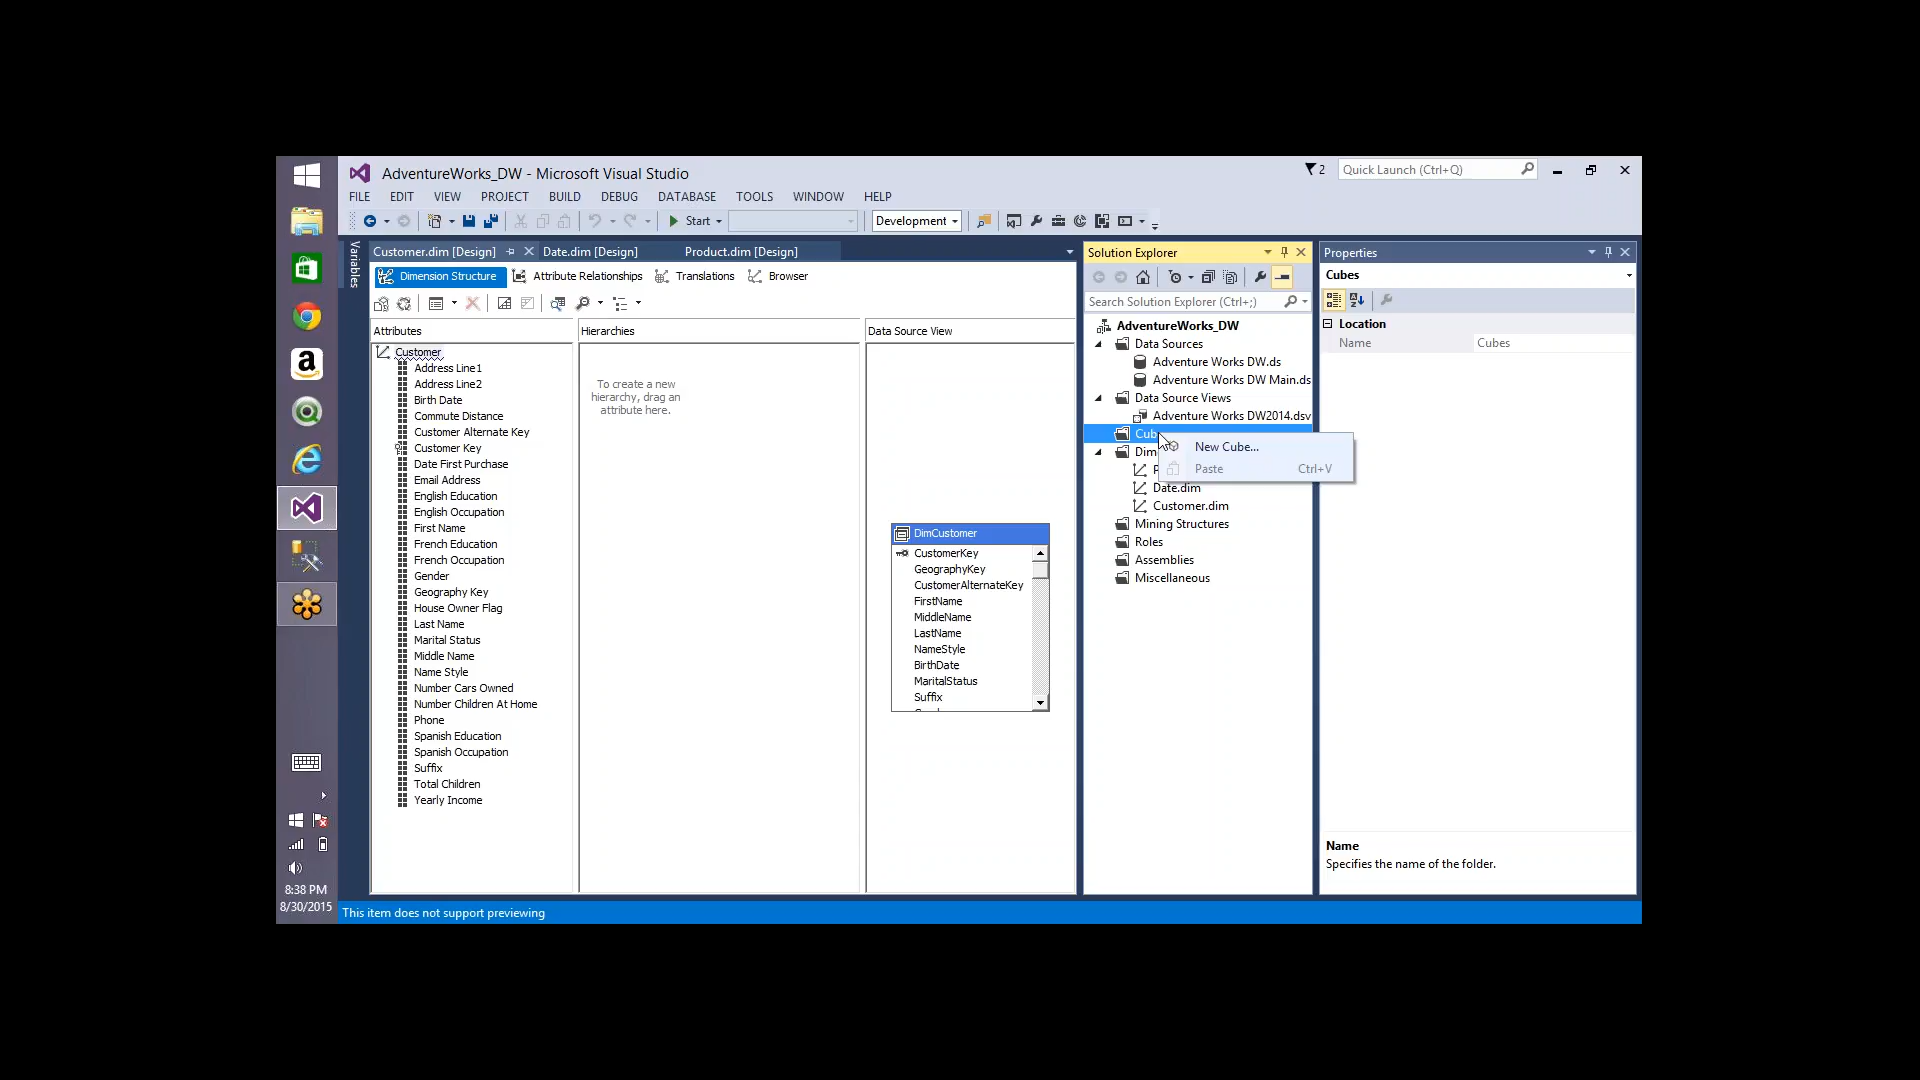 AdventureWorks_DW - Microsoft Visual Studio
2
Quick Launch (Ctrl+Q)
FILE EDIT VIEW PROJECT BUILD DEBUG DATABASE TOOLS WINDOW HELP
Start
Development
Variables
Customer.dim [Design]
Date.dim [Design]
Product.dim [Design]
Dimension Structure
Attribute Relationships
Translations
Browser
Attributes
Customer
Address Line1
Address Line2
Birth Date
Commute Distance
Customer Alternate Key
Customer Key
Date First Purchase
Email Address
English Education
English Occupation
First Name
French Education
French Occupation
Gender
Geography Key
House Owner Flag
Last Name
Marital Status
Middle Name
Name Style
Number Cars Owned
Number Children At Home
Phone
Spanish Education
Spanish Occupation
Suffix
Total Children
Yearly Income
Hierarchies
To create a new
hierarchy, drag an
attribute here.
Data Source View
DimCustomer
CustomerKey
GeographyKey
CustomerAlternateKey
FirstName
MiddleName
LastName
NameStyle
BirthDate
MaritalStatus
Suffix
Solution Explorer
Search Solution Explorer (Ctrl+;)
AdventureWorks_DW
Data Sources
Adventure Works DW.ds
Adventure Works DW Main.ds
Data Source Views
Adventure Works DW2014.dsv
Cub
New Cube...
Dim
Paste Ctrl+V
P
Date.dim
Customer.dim
Mining Structures
Roles
Assemblies
Miscellaneous
Properties
Cubes
Location
Name Cubes
Name
Specifies the name of the folder.
8:38 PM
8/30/2015
This item does not support previewing